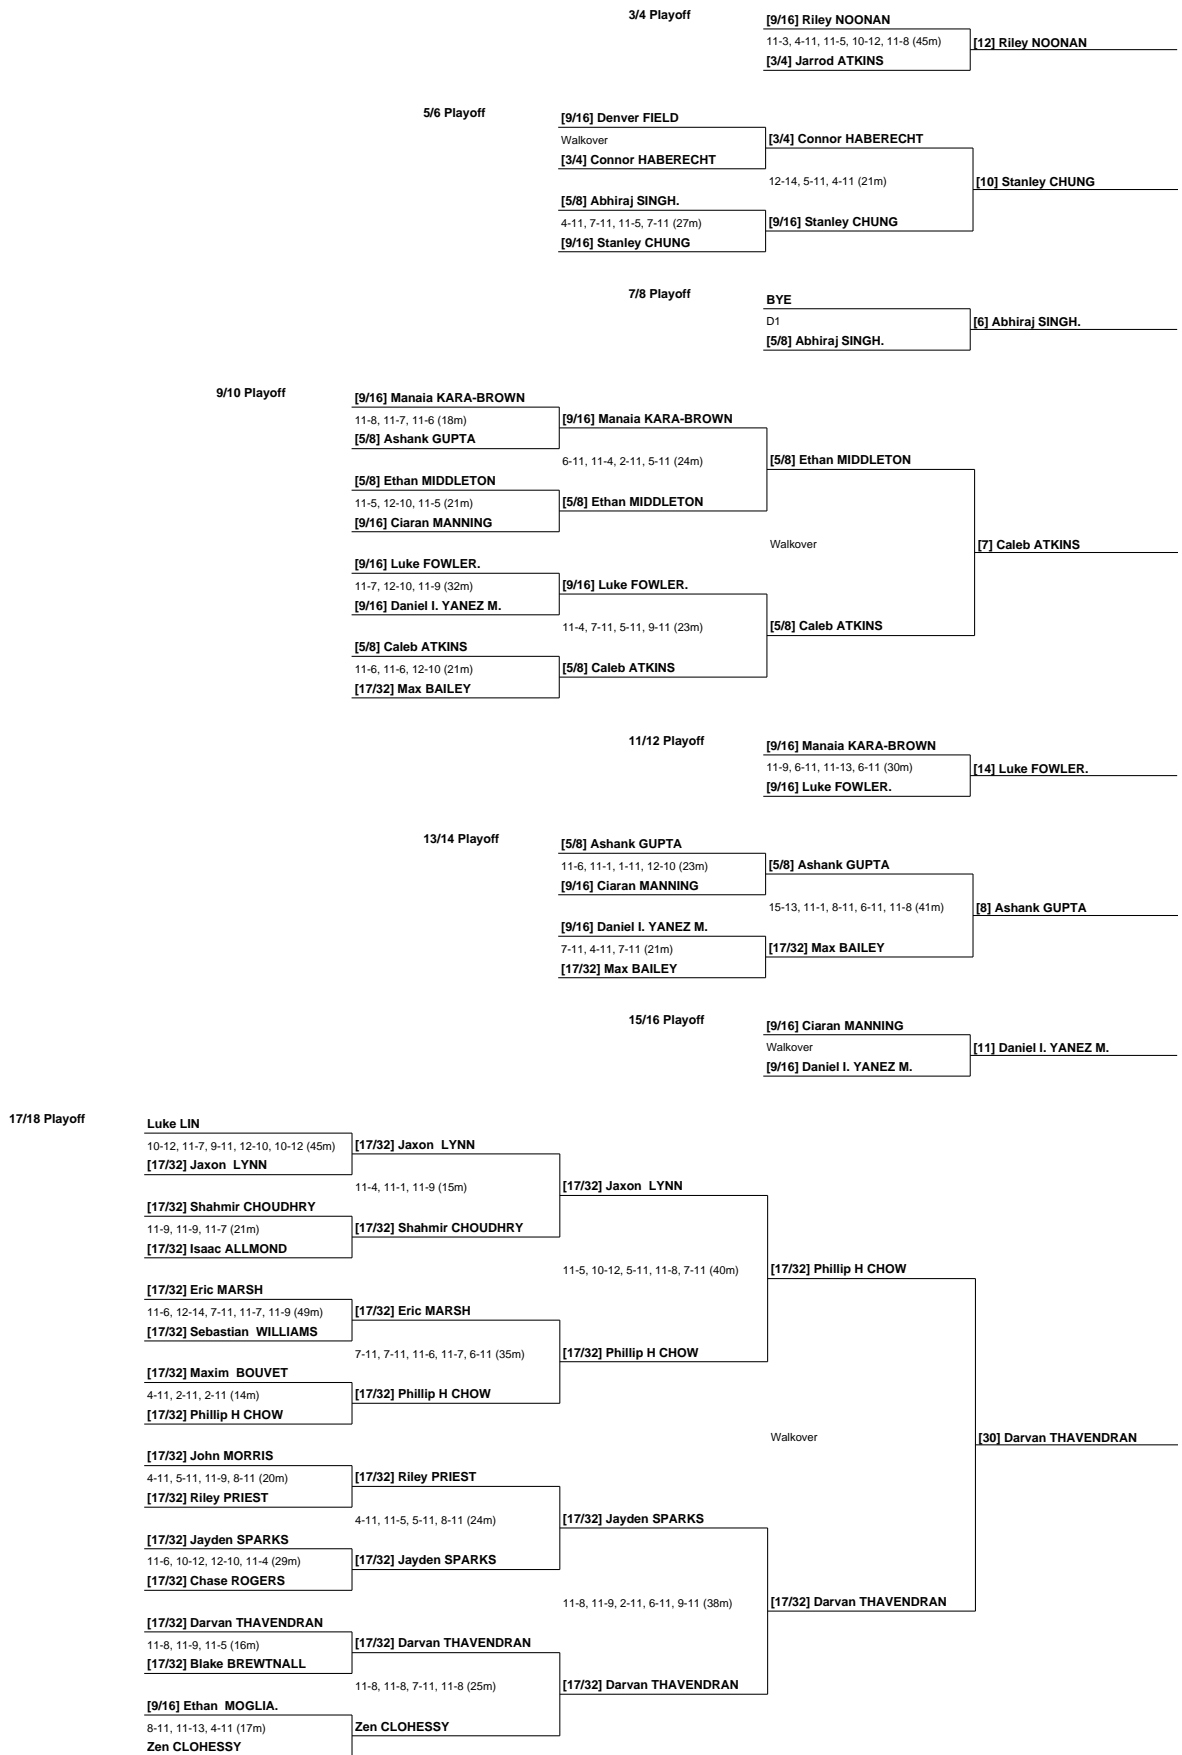 3/4 Playoff
[9/16] Riley NOONAN
11-3, 4-11, 11-5, 10-12, 11-8 (45m)
[12] Riley NOONAN
[3/4] Jarrod ATKINS
5/6 Playoff
[9/16] Denver FIELD
Walkover
[3/4] Connor HABERECHT
[3/4] Connor HABERECHT
12-14, 5-11, 4-11 (21m)
[10] Stanley CHUNG
[5/8] Abhiraj SINGH.
4-11, 7-11, 11-5, 7-11 (27m)
[9/16] Stanley CHUNG
[9/16] Stanley CHUNG
7/8 Playoff
BYE
D1
[6] Abhiraj SINGH.
[5/8] Abhiraj SINGH.
9/10 Playoff
[9/16] Manaia KARA-BROWN
11-8, 11-7, 11-6 (18m)
[9/16] Manaia KARA-BROWN
[5/8] Ashank GUPTA
6-11, 11-4, 2-11, 5-11 (24m)
[5/8] Ethan MIDDLETON
[5/8] Ethan MIDDLETON
11-5, 12-10, 11-5 (21m)
[5/8] Ethan MIDDLETON
[9/16] Ciaran MANNING
Walkover
[7] Caleb ATKINS
[9/16] Luke FOWLER.
11-7, 12-10, 11-9 (32m)
[9/16] Luke FOWLER.
[9/16] Daniel I. YANEZ M.
11-4, 7-11, 5-11, 9-11 (23m)
[5/8] Caleb ATKINS
[5/8] Caleb ATKINS
11-6, 11-6, 12-10 (21m)
[5/8] Caleb ATKINS
[17/32] Max BAILEY
11/12 Playoff
[9/16] Manaia KARA-BROWN
11-9, 6-11, 11-13, 6-11 (30m)
[14] Luke FOWLER.
[9/16] Luke FOWLER.
13/14 Playoff
[5/8] Ashank GUPTA
11-6, 11-1, 1-11, 12-10 (23m)
[5/8] Ashank GUPTA
[9/16] Ciaran MANNING
15-13, 11-1, 8-11, 6-11, 11-8 (41m)
[8] Ashank GUPTA
[9/16] Daniel I. YANEZ M.
7-11, 4-11, 7-11 (21m)
[17/32] Max BAILEY
[17/32] Max BAILEY
15/16 Playoff
[9/16] Ciaran MANNING
Walkover
[11] Daniel I. YANEZ M.
[9/16] Daniel I. YANEZ M.
17/18 Playoff
Luke LIN
10-12, 11-7, 9-11, 12-10, 10-12 (45m)
[17/32] Jaxon LYNN
[17/32] Jaxon LYNN
11-4, 11-1, 11-9 (15m)
[17/32] Jaxon LYNN
[17/32] Shahmir CHOUDHRY
11-9, 11-9, 11-7 (21m)
[17/32] Shahmir CHOUDHRY
[17/32] Isaac ALLMOND
11-5, 10-12, 5-11, 11-8, 7-11 (40m)
[17/32] Phillip H CHOW
[17/32] Eric MARSH
11-6, 12-14, 7-11, 11-7, 11-9 (49m)
[17/32] Eric MARSH
[17/32] Sebastian WILLIAMS
7-11, 7-11, 11-6, 11-7, 6-11 (35m)
[17/32] Phillip H CHOW
[17/32] Maxim BOUVET
4-11, 2-11, 2-11 (14m)
[17/32] Phillip H CHOW
[17/32] Phillip H CHOW
Walkover
[30] Darvan THAVENDRAN
[17/32] John MORRIS
4-11, 5-11, 11-9, 8-11 (20m)
[17/32] Riley PRIEST
[17/32] Riley PRIEST
4-11, 11-5, 5-11, 8-11 (24m)
[17/32] Jayden SPARKS
[17/32] Jayden SPARKS
11-6, 10-12, 12-10, 11-4 (29m)
[17/32] Jayden SPARKS
[17/32] Chase ROGERS
11-8, 11-9, 2-11, 6-11, 9-11 (38m)
[17/32] Darvan THAVENDRAN
[17/32] Darvan THAVENDRAN
11-8, 11-9, 11-5 (16m)
[17/32] Darvan THAVENDRAN
[17/32] Blake BREWTNALL
11-8, 11-8, 7-11, 11-8 (25m)
[17/32] Darvan THAVENDRAN
[9/16] Ethan MOGLIA.
8-11, 11-13, 4-11 (17m)
Zen CLOHESSY
Zen CLOHESSY